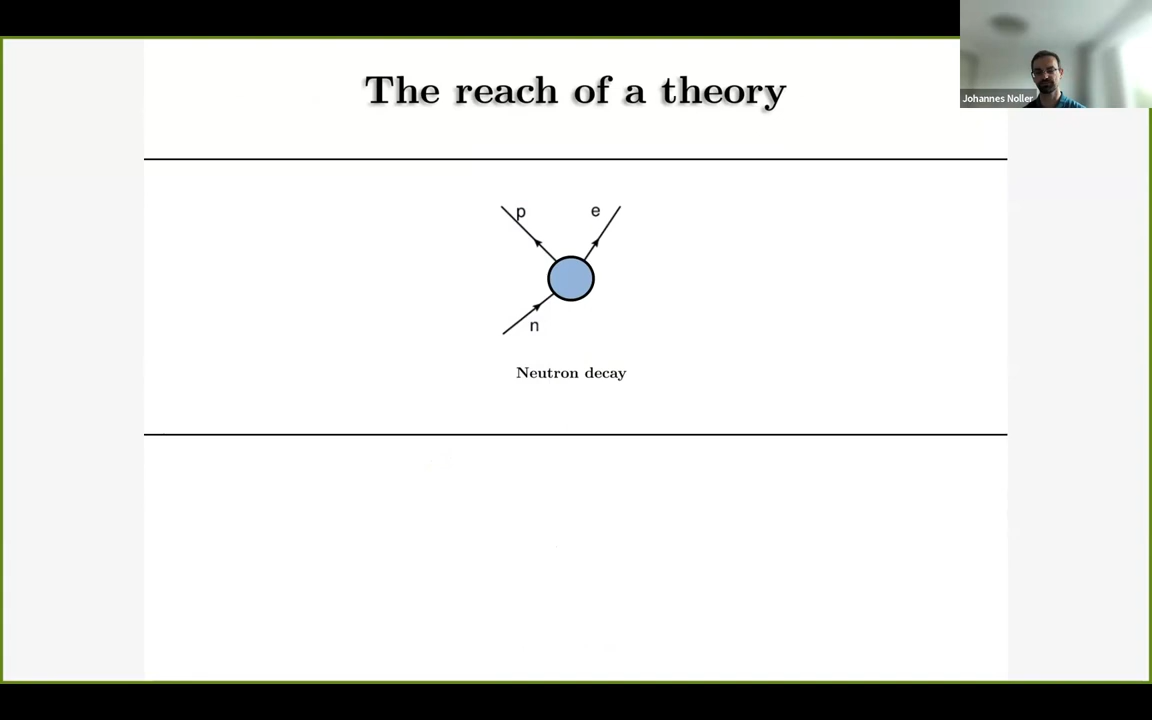 The reach of a theory
Johannes Noller
p
e
n
Neutron decay